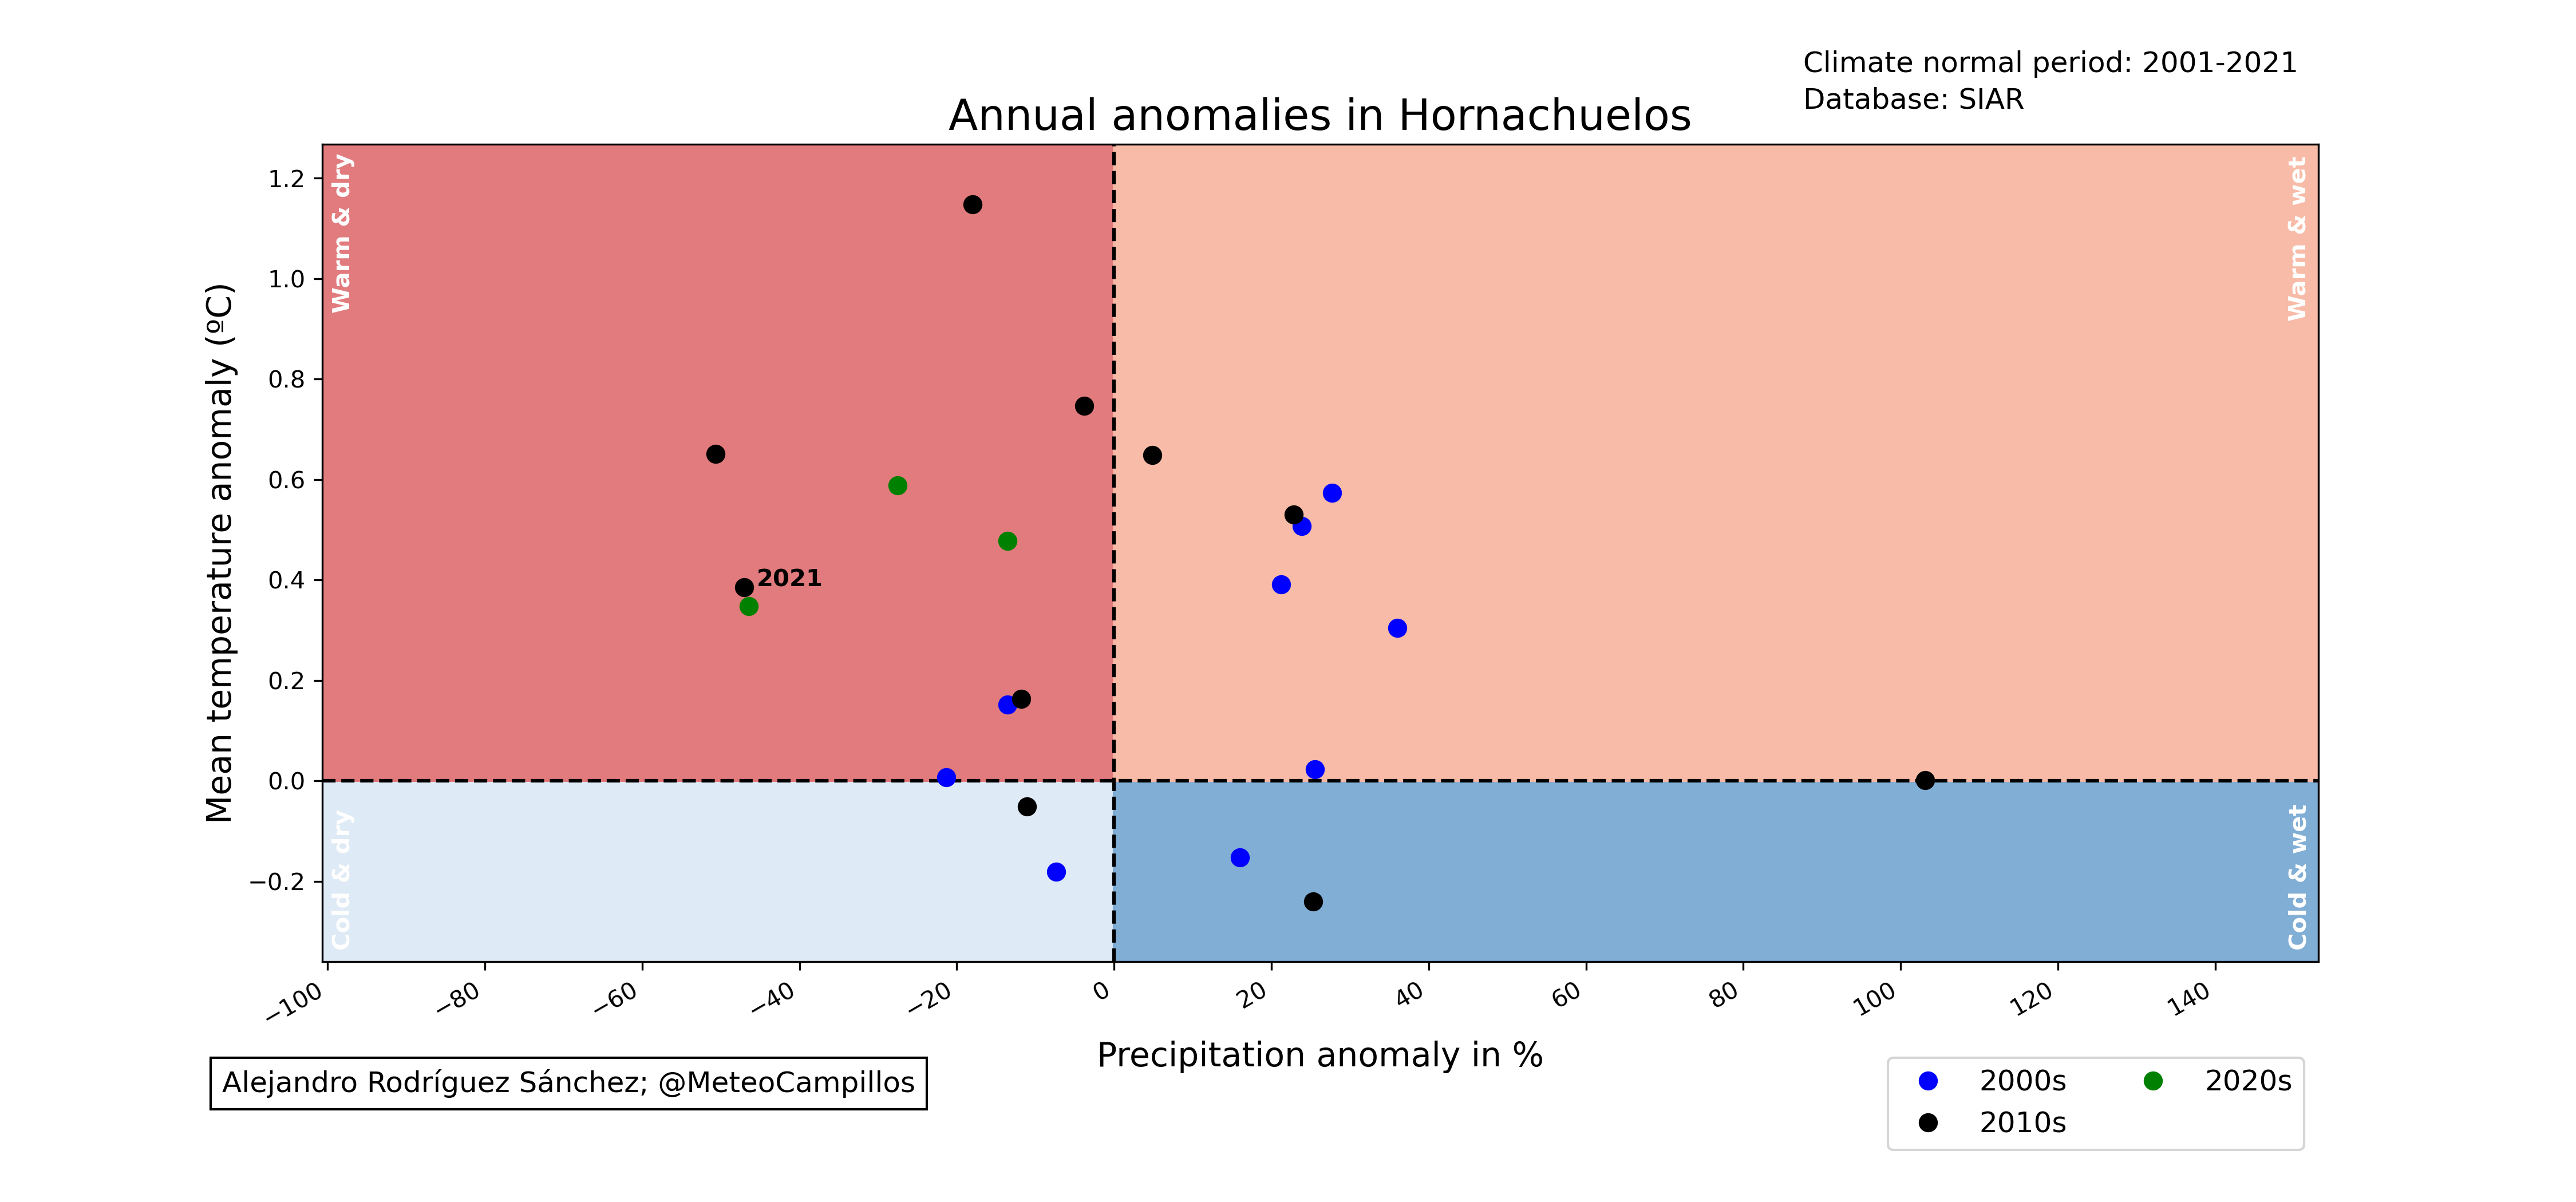 Climate normal period: 2001-2021
Database: SIAR
Annual anomalies in Hornachuelos
Warm & dry
Warm & wet
Cold & dry
Cold & wet
Mean temperature anomaly (ºC)
1.2
1.0
0.8
0.6
0.4
0.2
0.0
−0.2
2021
−100
−80
−60
−40
−20
0
20
40
60
80
100
120
140
Precipitation anomaly in %
Alejandro Rodríguez Sánchez; @MeteoCampillos
2000s
2010s
2020s